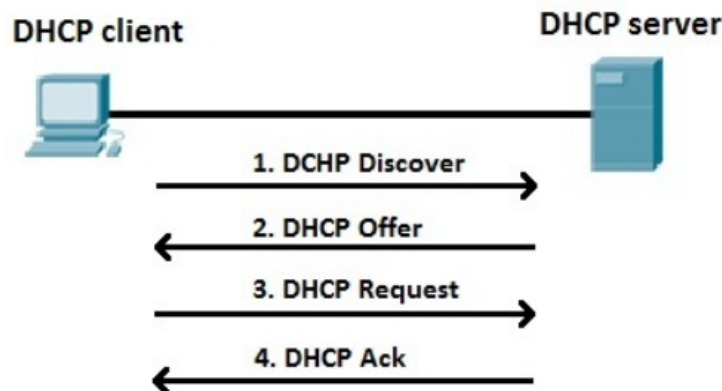 DHCP client
DHCP server
1. DCHP Discover
2. DHCP Offer
3. DHCP Request
4. DHCP Ack